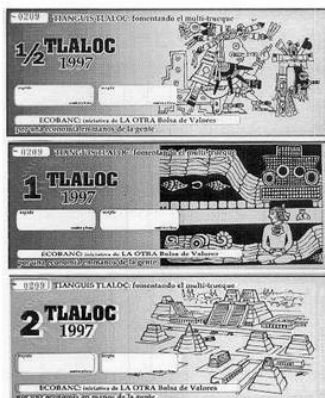 0209 TIANGUIS TLALOC: fomentando el multi-trueque
1/2 TLALOC
1997
ECOBANC: iniciativa de LA OTRA Bolsa de Valores
por una economía en manos de la gente
0209 TIANGUIS TLALOC: fomentando el multi-trueque
1 TLALOC
1997
ECOBANC: iniciativa de LA OTRA Bolsa de Valores
por una economía en manos de la gente
0209 TIANGUIS TLALOC: fomentando el multi-trueque
2 TLALOC
1997
ECOBANC: iniciativa de LA OTRA Bolsa de Valores
por una economía en manos de la gente